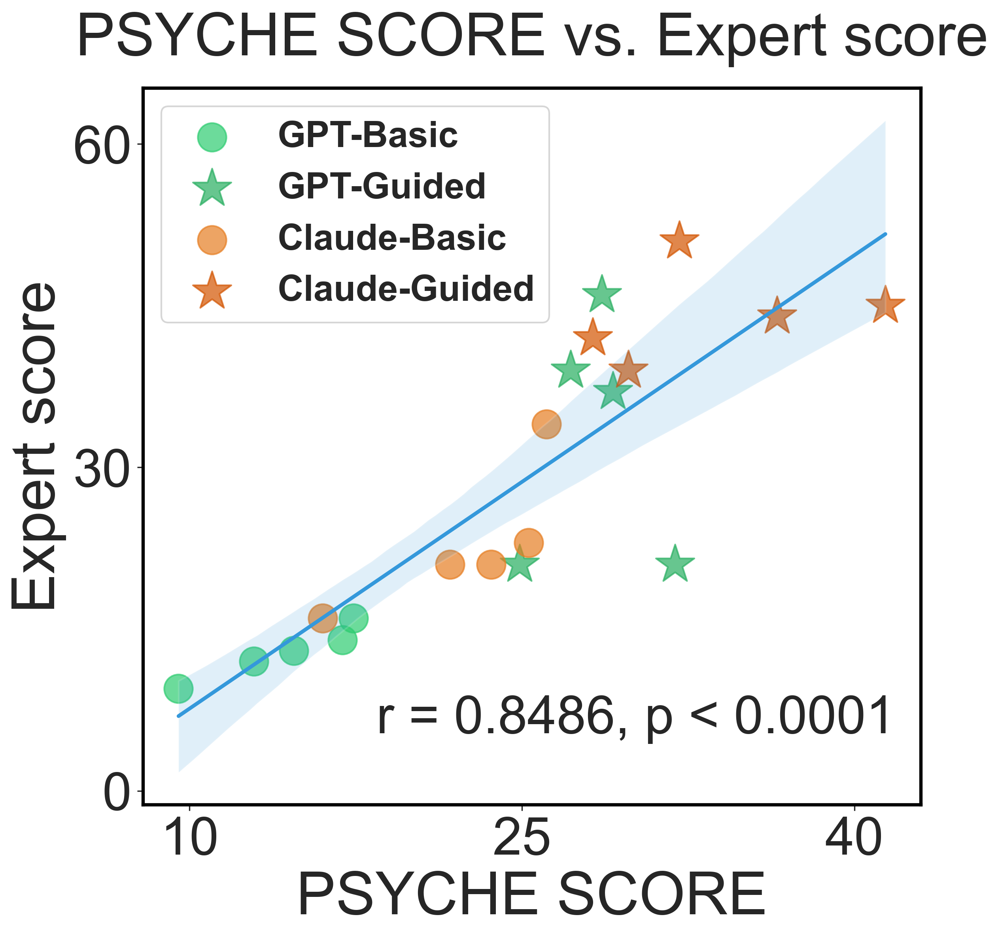 PSYCHE SCORE vs. Expert score
GPT-Basic
GPT-Guided
Claude-Basic
Claude-Guided
60
30
0
Expert score
r = 0.8486, p < 0.0001
10 25 40
PSYCHE SCORE